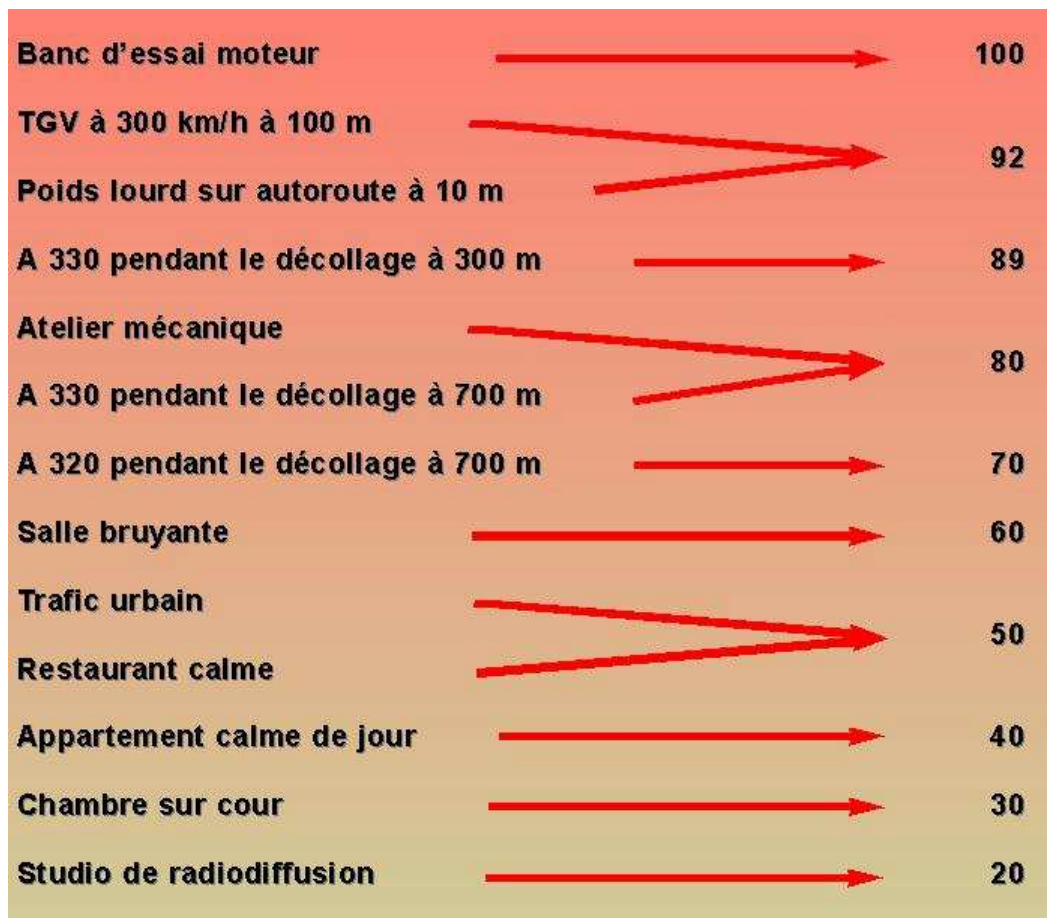 Banc d'essai moteur 100
TGV à 300 km/h à 100 m
92
Poids lourd sur autoroute à 10 m
A 330 pendant le décollage à 300 m 89
Atelier mécanique
80
A 330 pendant le décollage à 700 m
A 320 pendant le décollage à 700 m 70
Salle bruyante 60
Trafic urbain
50
Restaurant calme
Appartement calme de jour 40
Chambre sur cour 30
Studio de radiodiffusion 20